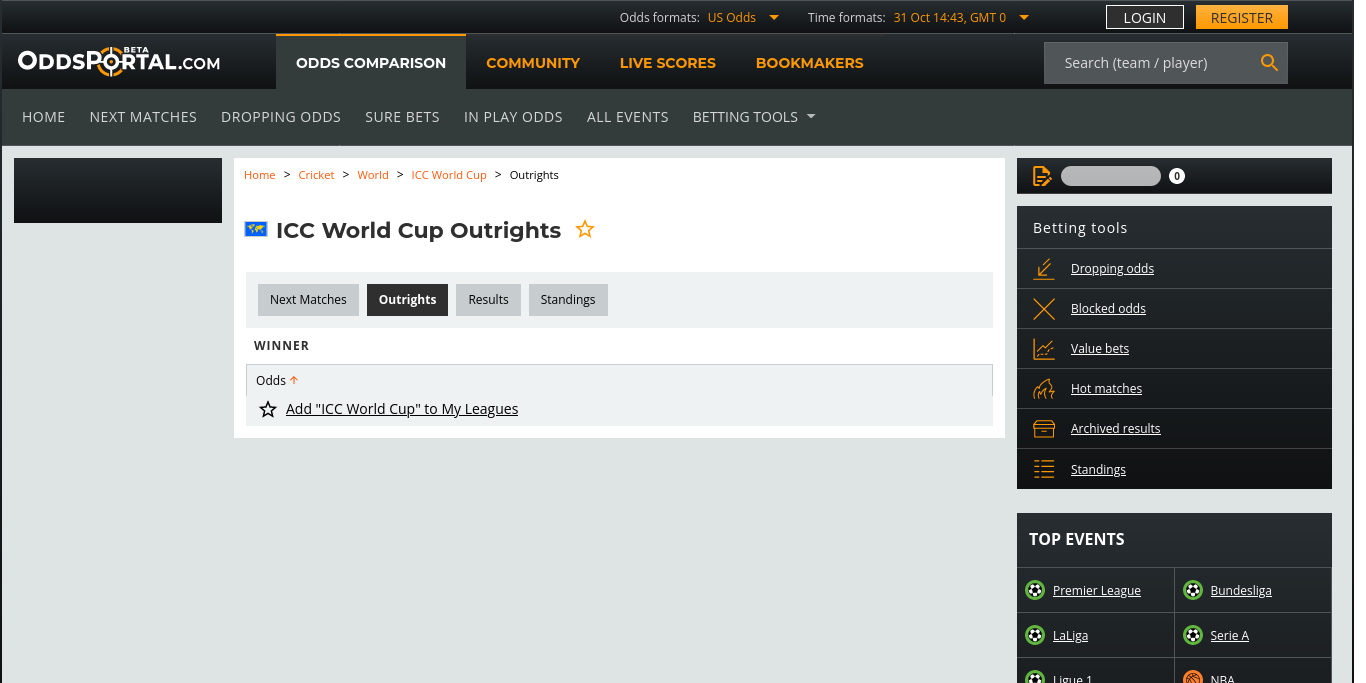 Odds formats: US Odds Time formats: 31 Oct 14:43, GMT 0 LOGIN REGISTER
ODDSPORTAL.COM BETA
ODDS COMPARISON COMMUNITY LIVE SCORES BOOKMAKERS Search (team / player)
HOME NEXT MATCHES DROPPING ODDS SURE BETS IN PLAY ODDS ALL EVENTS BETTING TOOLS
Home > Cricket > World > ICC World Cup > Outrights
ICC World Cup Outrights
Next Matches Outrights Results Standings
WINNER
Odds
Add "ICC World Cup" to My Leagues
0
Betting tools
Dropping odds
Blocked odds
Value bets
Hot matches
Archived results
Standings
TOP EVENTS
Premier League Bundesliga
LaLiga Serie A
Ligue 1 NBA